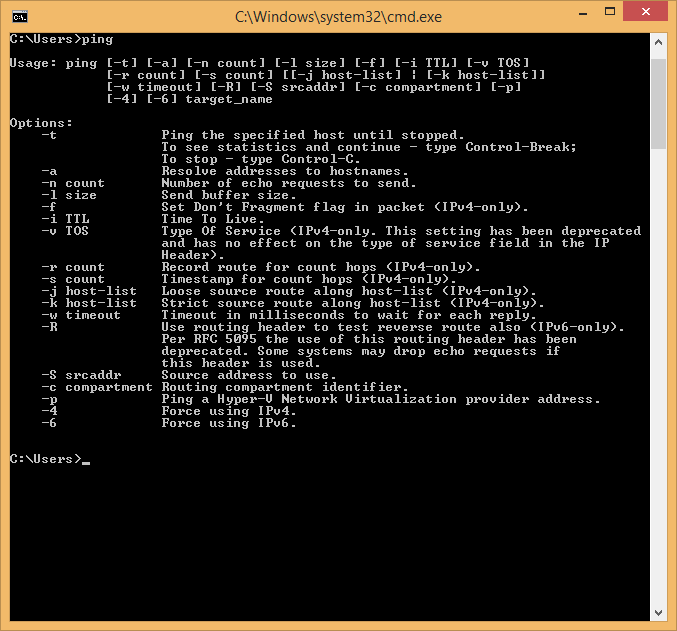 C:\Windows\system32\cmd.exe
C:\Users>ping
Usage: ping [-t] [-a] [-n count] [-l size] [-f] [-i TTL] [-v TOS]
[-r count] [-s count] [[-j host-list] ¦ [-k host-list]]
[-w timeout] [-R] [-S srcaddr] [-c compartment] [-p]
[-4] [-6] target_name
Options:
-t Ping the specified host until stopped.
To see statistics and continue - type Control-Break;
To stop - type Control-C.
-a Resolve addresses to hostnames.
-n count Number of echo requests to send.
-l size Send buffer size.
-f Set Don't Fragment flag in packet (IPv4-only).
-i TTL Time To Live.
-v TOS Type Of Service (IPv4-only. This setting has been deprecated
and has no effect on the type of service field in the IP
Header).
-r count Record route for count hops (IPv4-only).
-s count Timestamp for count hops (IPv4-only).
-j host-list Loose source route along host-list (IPv4-only).
-k host-list Strict source route along host-list (IPv4-only).
-w timeout Timeout in milliseconds to wait for each reply.
-R Use routing header to test reverse route also (IPv6-only).
Per RFC 5095 the use of this routing header has been
deprecated. Some systems may drop echo requests if
this header is used.
-S srcaddr Source address to use.
-c compartment Routing compartment identifier.
-p Ping a Hyper-V Network Virtualization provider address.
-4 Force using IPv4.
-6 Force using IPv6.
C:\Users>_